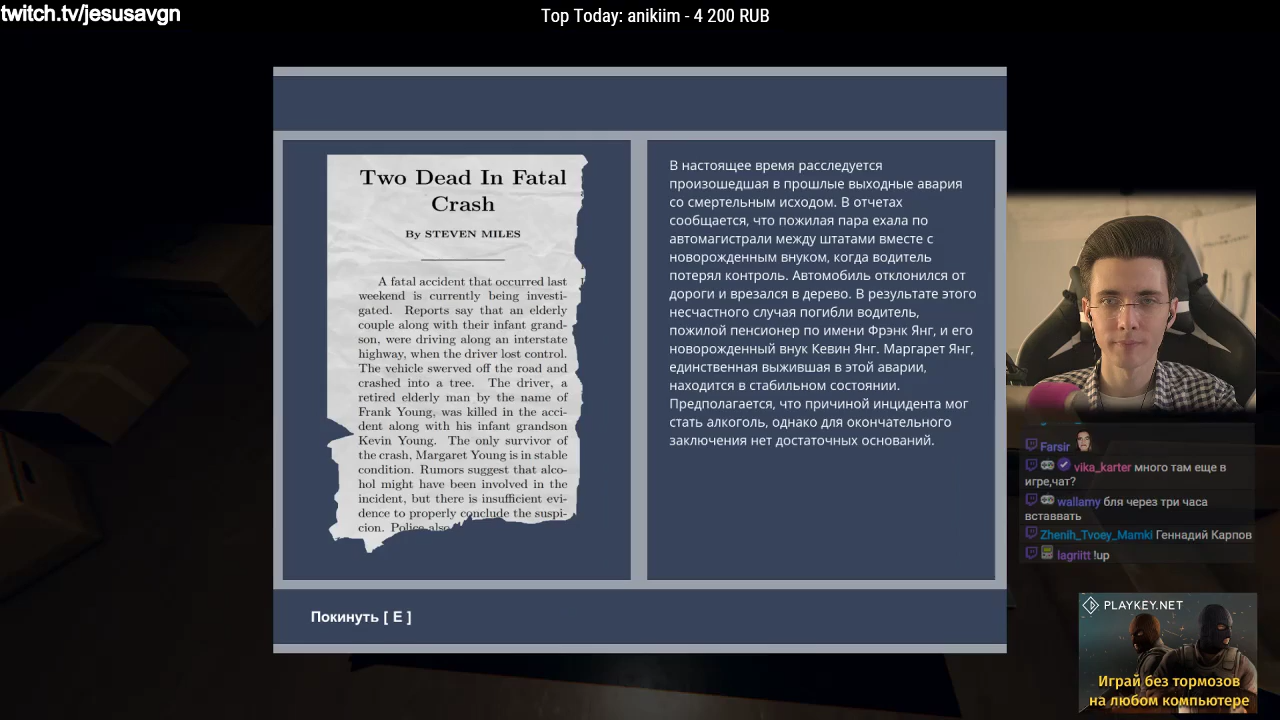 twitch.tv/jesusavgn
Top Today: anikiim - 4 200 RUB
Two Dead In Fatal
Crash
By STEVEN MILES
A fatal accident that occurred last
weekend is currently being investi-
gated. Reports say that an elderly
couple along with their infant grand-
son, were driving along an interstate
highway, when the driver lost control.
The vehicle swerved off the road and
crashed into a tree. The driver, a
retired elderly man by the name of
Frank Young, was killed in the acci-
dent along with his infant grandson
Kevin Young. The only survivor of
the crash, Margaret Young is in stable
condition. Rumors suggest that alco-
hol might have been involved in the
incident, but there is insufficient evi-
dence to properly conclude the suspi-
cion. Police also
В настоящее время расследуется
произошедшая в прошлые выходные авария
со смертельным исходом. В отчетах
сообщается, что пожилая пара ехала по
автомагистрали между штатами вместе с
новорожденным внуком, когда водитель
потерял контроль. Автомобиль отклонился от
дороги и врезался в дерево. В результате этого
несчастного случая погибли водитель,
пожилой пенсионер по имени Фрэнк Янг, и его
новорожденный внук Кевин Янг. Маргарет Янг,
единственная выжившая в этой аварии,
находится в стабильном состоянии.
Предполагается, что причиной инцидента мог
стать алкоголь, однако для окончательного
заключения нет достаточных оснований.
Покинуть [ E ]
Farsir
vika_karter много там еще в
игре,чат?
wallamy бля через три часа
вставвать
Zhenih_Tvoey_Mamki Геннадий Карпов
lagriitt !up
PLAYKEY.NET
Играй без тормозов
на любом компьютере